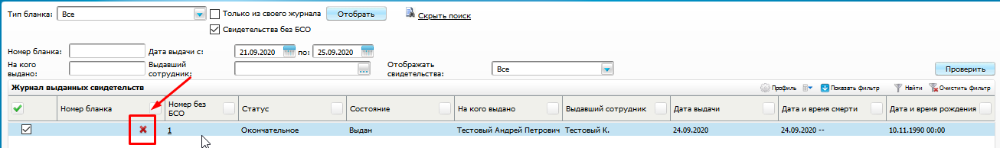 Тип бланка: Все Только из своего журнала Отобрать Скрыть поиск
Свидетельства без БСО
Номер бланка: Дата выдачи с: 21.09.2020 по: 25.09.2020
На кого выдано: Выдавший сотрудник: ... Отображать свидетельства: Все Проверить
Журнал выданных свидетельств Профиль Показать фильтр Найти Очистить фильтр
Номер бланка Номер без БСО Статус Состояние На кого выдано Выдавший сотрудник Дата выдачи Дата и время смерти Дата и время рождения
1 Окончательное Выдан Тестовый Андрей Петрович Тестовый К. 24.09.2020 24.09.2020 -- 10.11.1990 00:00